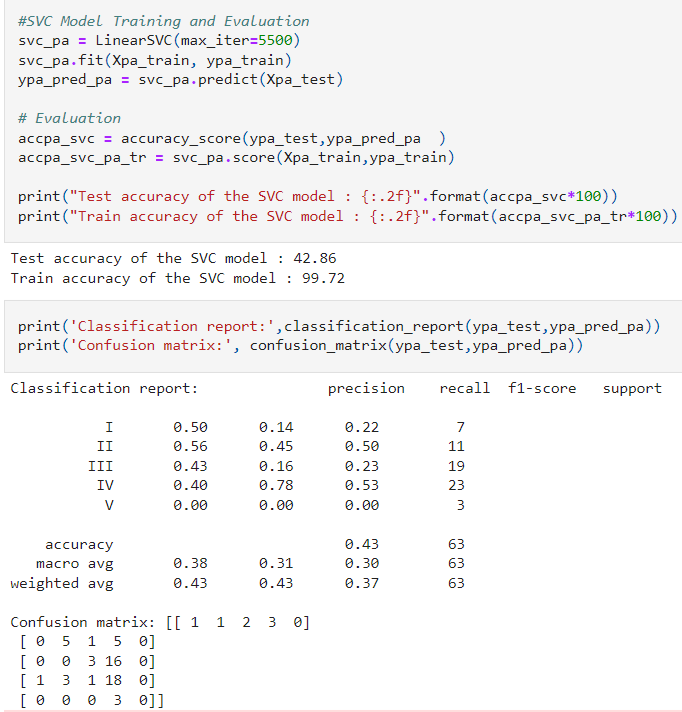 #SVC Model Training and Evaluation
svc_pa = LinearSVC(max_iter=5500)
svc_pa.fit(Xpa_train, ypa_train)
ypa_pred_pa = svc_pa.predict(Xpa_test)
# Evaluation
accpa_svc = accuracy_score(ypa_test,ypa_pred_pa  )
accpa_svc_pa_tr = svc_pa.score(Xpa_train,ypa_train)
print("Test accuracy of the SVC model : {:.2f}".format(accpa_svc*100))
print("Train accuracy of the SVC model : {:.2f}".format(accpa_svc_pa_tr*100))
Test accuracy of the SVC model : 42.86
Train accuracy of the SVC model : 99.72
print('Classification report:',classification_report(ypa_test,ypa_pred_pa))
print('Confusion matrix:', confusion_matrix(ypa_test,ypa_pred_pa))
Classification report:               precision    recall  f1-score   support
           I       0.50      0.14      0.22         7
          II       0.56      0.45      0.50        11
         III       0.43      0.16      0.23        19
          IV       0.40      0.78      0.53        23
           V       0.00      0.00      0.00         3
    accuracy                           0.43        63
   macro avg       0.38      0.31      0.30        63
weighted avg       0.43      0.43      0.37        63
Confusion matrix: [[ 1  1  2  3  0]
 [ 0  5  1  5  0]
 [ 0  0  3 16  0]
 [ 1  3  1 18  0]
 [ 0  0  0  3  0]]